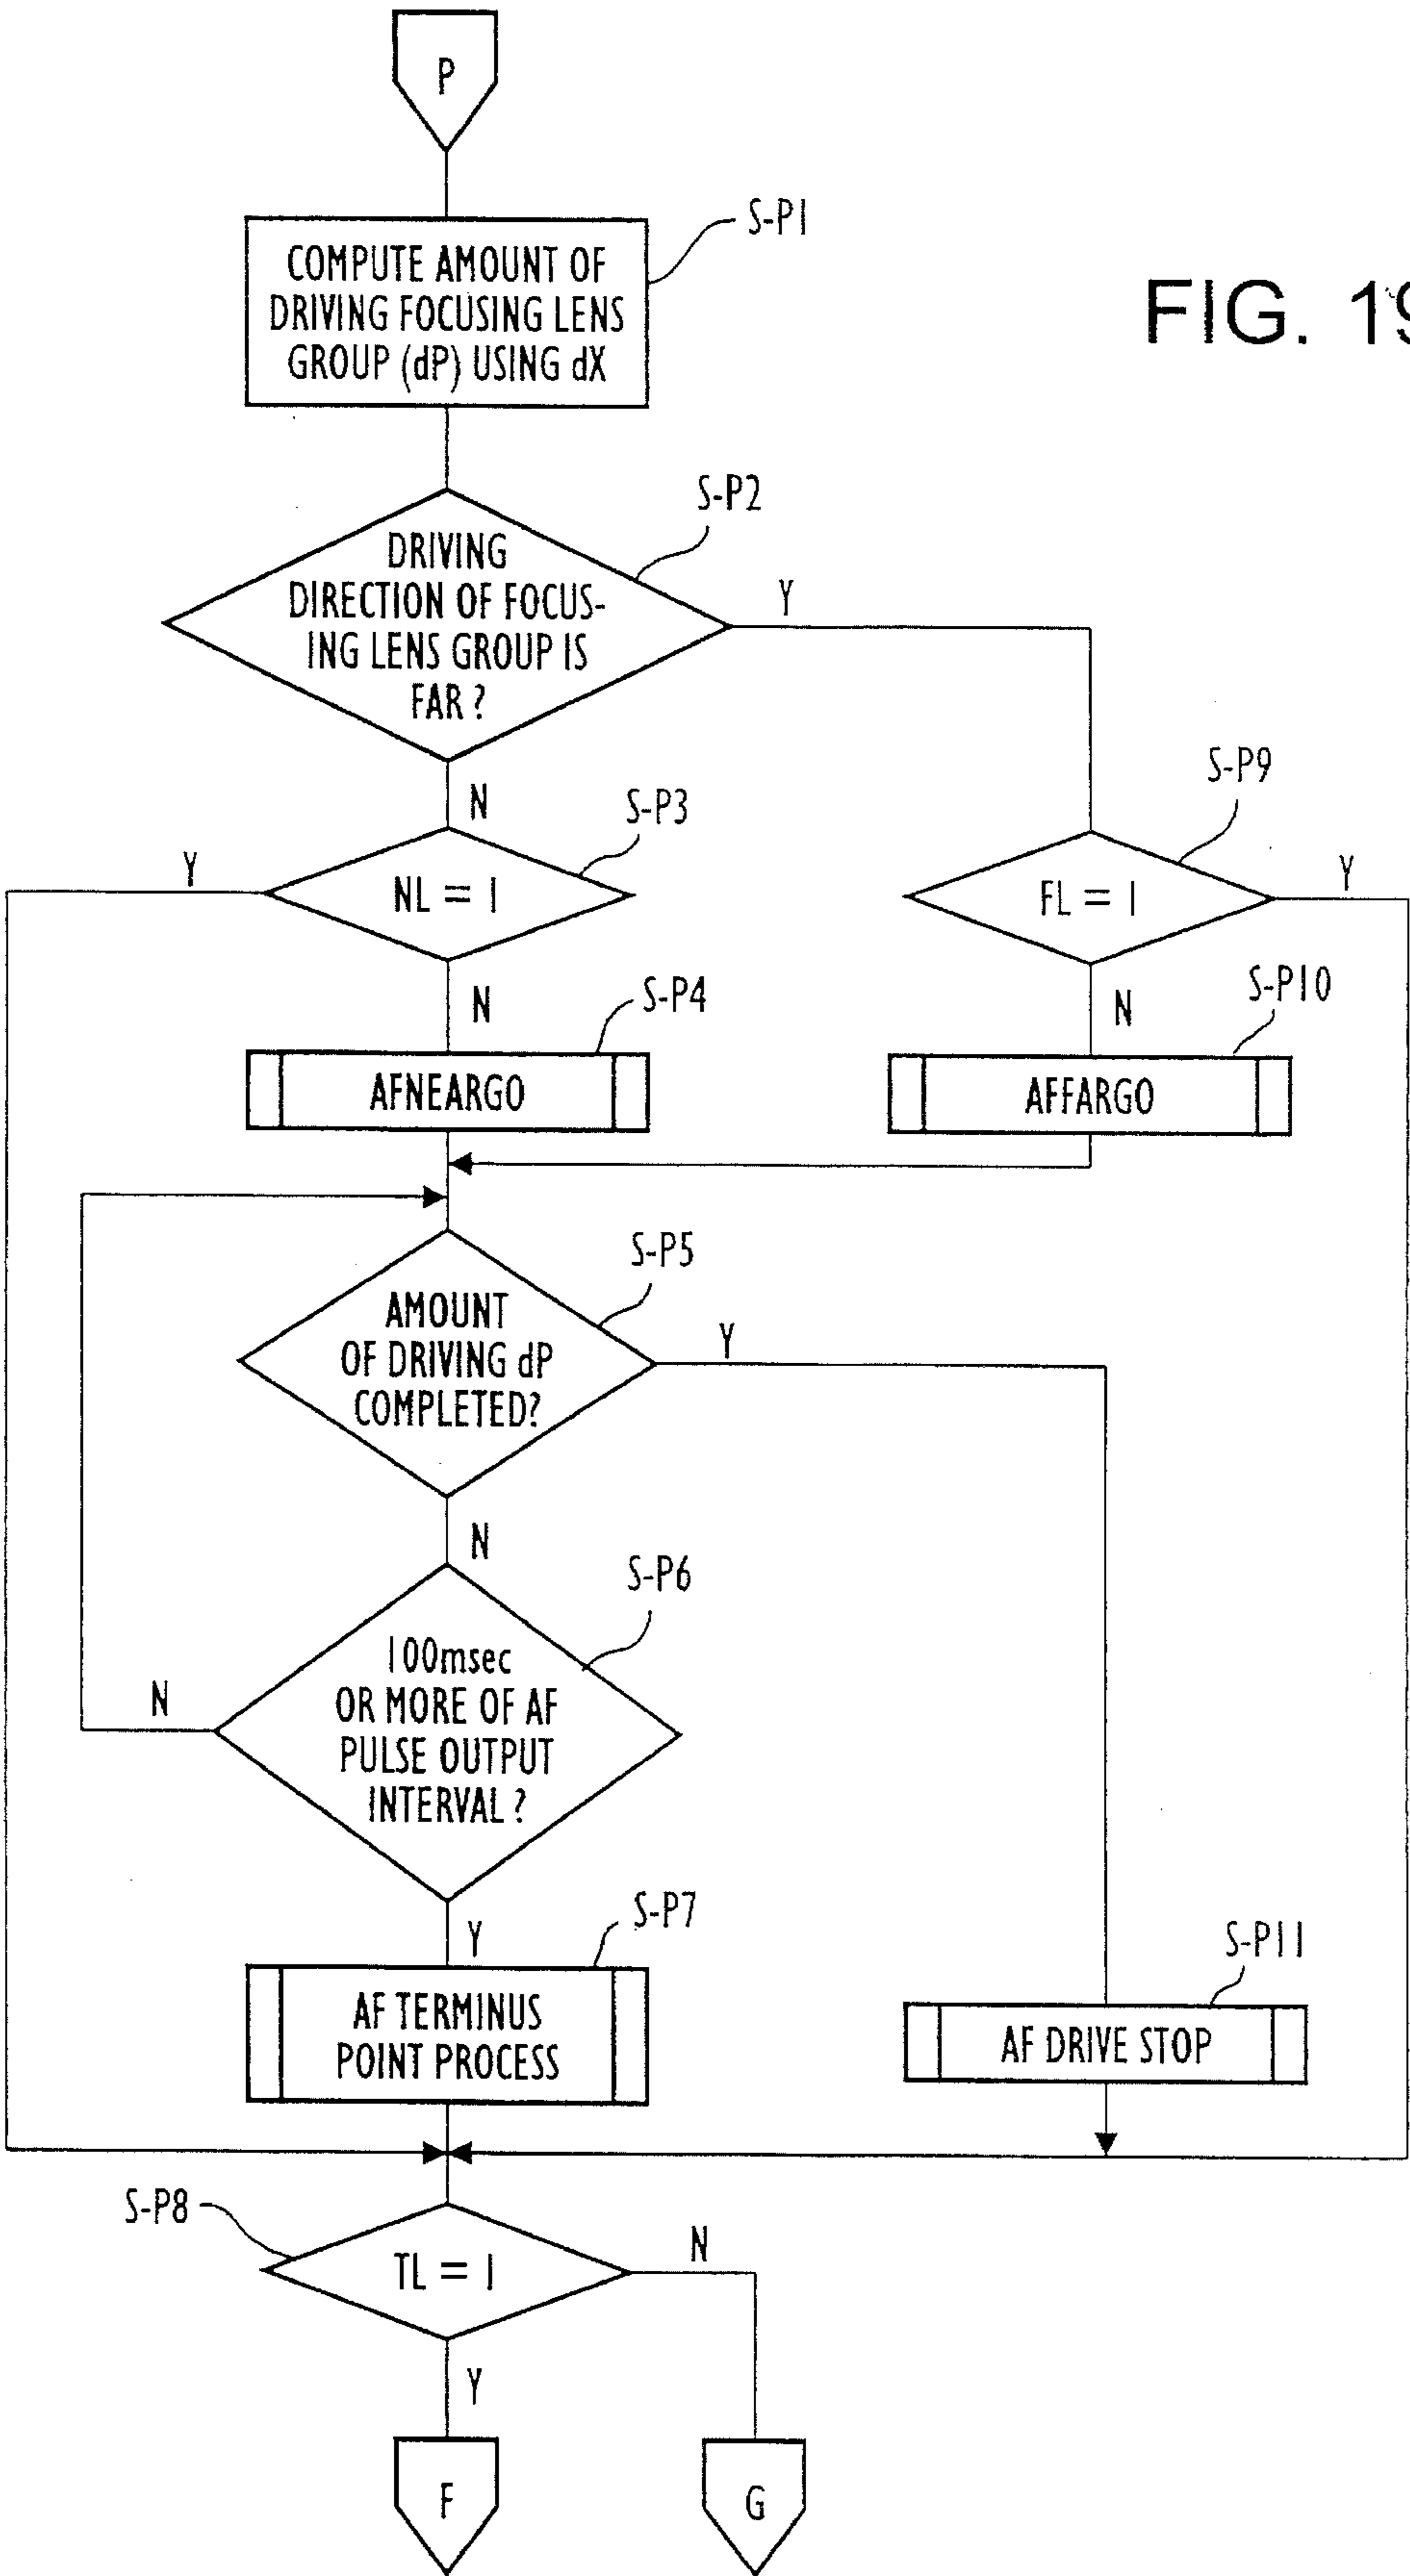 P
S-P1
COMPUTE AMOUNT OF
DRIVING FOCUSING LENS
GROUP (dP) USING dX
FIG. 19
S-P2
DRIVING
DIRECTION OF FOCUS-
ING LENS GROUP IS
FAR ?
Y
N
S-P3
NL = 1
Y
N
S-P9
FL = 1
Y
N
S-P4
AFNEARGO
S-P10
AFFARGO
S-P5
AMOUNT
OF DRIVING dP
COMPLETED?
Y
N
S-P6
100msec
OR MORE OF AF
PULSE OUTPUT
INTERVAL ?
N
Y
S-P7
AF TERMINUS
POINT PROCESS
S-P11
AF DRIVE STOP
S-P8
TL = 1
N
Y
F
G